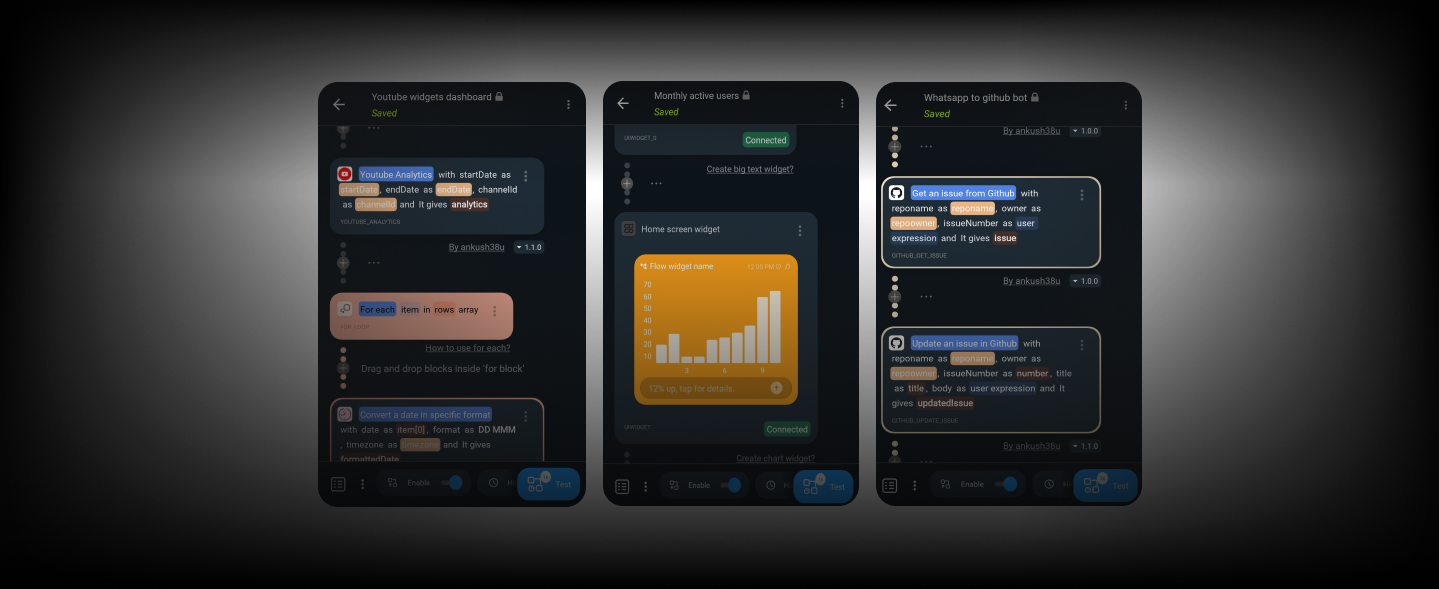 Youtube widgets dashboard
Saved
Youtube Analytics with startDate as
startDate, endDate as endDate, channelId
as channelId and It gives analytics
YOUTUBE_ANALYTICS
By ankush38u 1.1.0
For each item in rows array
FOR_LOOP
How to use for each?
Drag and drop blocks inside 'for block'
Convert a date in specific format
with date as item[0], format as DD MMM
, timezone as timezone and It gives
formattedDate
Enable
Test
Monthly active users
Saved
UIWIDGET_2
Connected
Create big text widget?
Home screen widget
Flow widget name
12:05 PM
70
60
50
40
30
20
10
3 6 9
12% up, tap for details
UIWIDGET
Connected
Create chart widget?
Enable
Test
Whatsapp to github bot
Saved
By ankush38u 1.0.0
Get an issue from Github with
reponame as reponame, owner as
repoowner, issueNumber as user
expression and It gives issue
GITHUB_GET_ISSUE
By ankush38u 1.0.0
Update an issue in Github with
reponame as reponame, owner as
repoowner, issueNumber as number, title
as title, body as user expression and It
gives updatedIssue
GITHUB_UPDATE_ISSUE
By ankush38u 1.1.0
Enable
Test